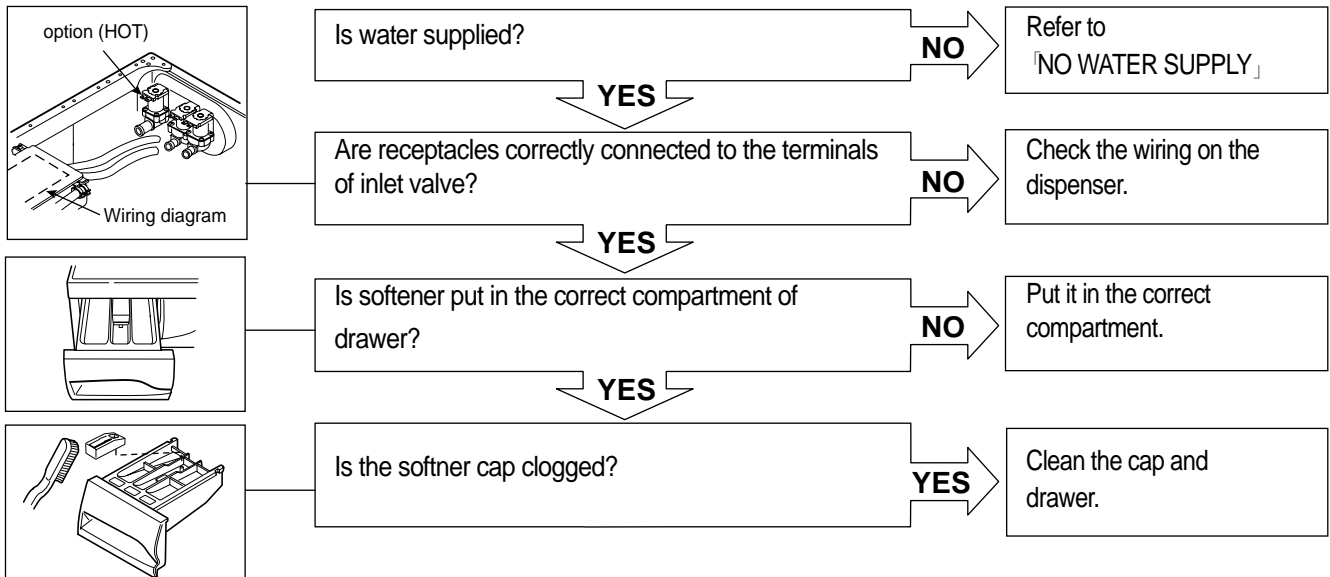 option (HOT)
Wiring diagram
Is water supplied?
NO
Refer to
「NO WATER SUPPLY」
YES
Are receptacles correctly connected to the terminals
of inlet valve?
NO
Check the wiring on the
dispenser.
YES
Is softener put in the correct compartment of
drawer?
NO
Put it in the correct
compartment.
YES
Is the softner cap clogged?
YES
Clean the cap and
drawer.